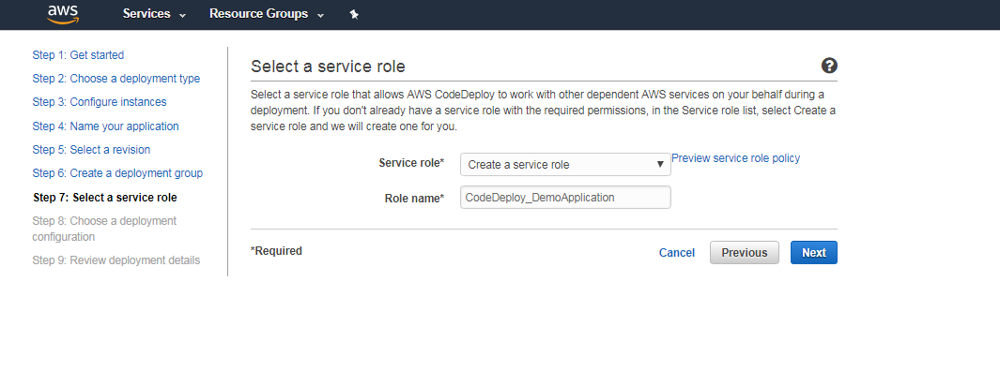 aws
Services
Resource Groups
Step 1: Get started
Step 2: Choose a deployment type
Step 3: Configure instances
Step 4: Name your application
Step 5: Select a revision
Step 6: Create a deployment group
Step 7: Select a service role
Step 8: Choose a deployment
configuration
Step 9: Review deployment details
Select a service role
?
Select a service role that allows AWS CodeDeploy to work with other dependent AWS services on your behalf during a
deployment. If you don't already have a service role with the required permissions, in the Service role list, select Create a
service role and we will create one for you.
Service role*
Create a service role
Preview service role policy
Role name*
CodeDeploy_DemoApplication
*Required
Cancel
Previous
Next